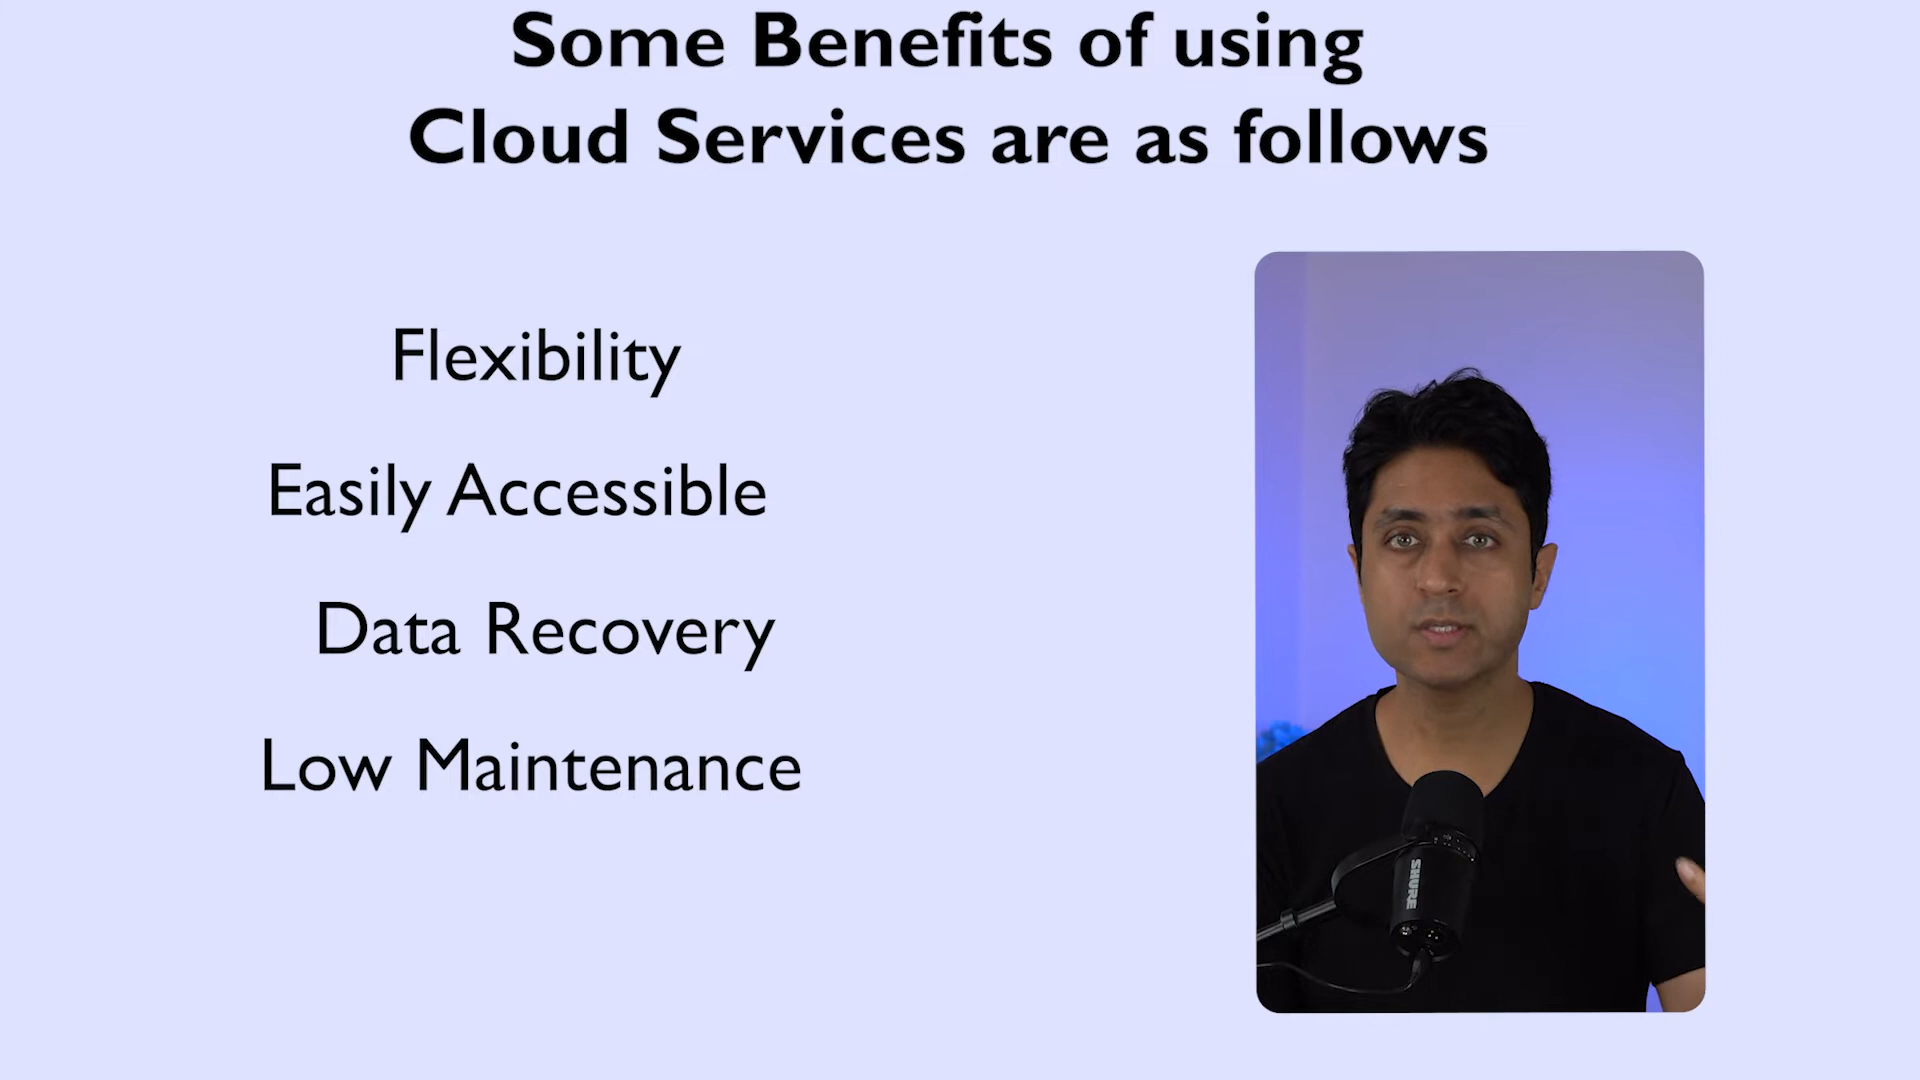 Some Benefits of using
Cloud Services are as follows
Flexibility
Easily Accessible
Data Recovery
Low Maintenance
SHURE